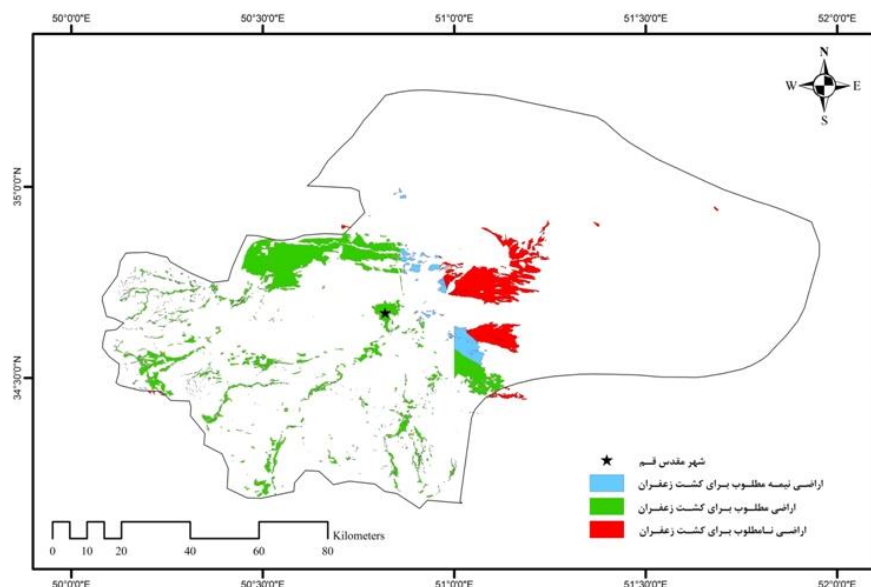 50°0'0"E 50°30'0"E 51°0'0"E 51°30'0"E 52°0'0"E
N
W E
S
35°0'0"N
34°30'0"N
شهر مقدس قم
اراضی نیمه مطلوب برای کشت زعفران
اراضی مطلوب برای کشت زعفران
اراضی نامطلوب برای کشت زعفران
Kilometers
0 10 20 40 60 80
50°0'0"E 50°30'0"E 51°0'0"E 51°30'0"E 52°0'0"E